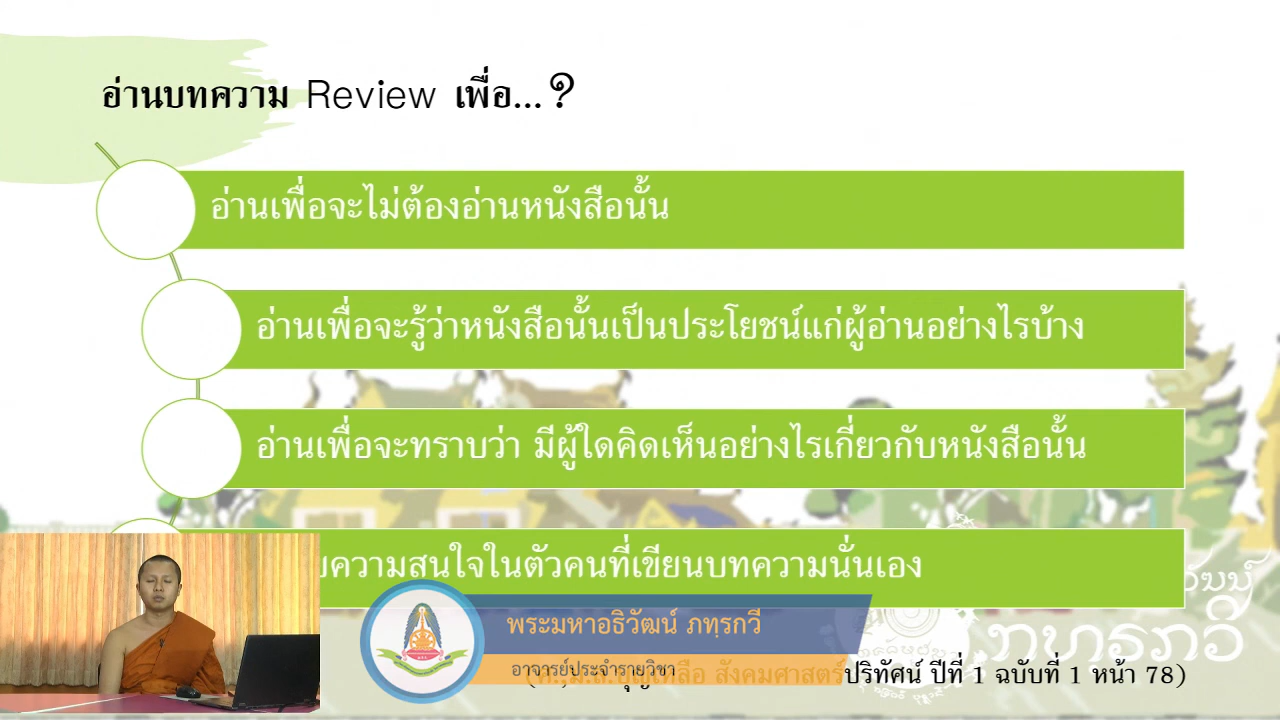 อ่านบทความ Review เพื่อ...?
อ่านเพื่อจะไม่ต้องอ่านหนังสือนั้น
อ่านเพื่อจะรู้ว่าหนังสือนั้นเป็นประโยชน์แก่ผู้อ่านอย่างไรบ้าง
อ่านเพื่อจะทราบว่า มีผู้ใดคิดเห็นอย่างไรเกี่ยวกับหนังสือนั้น
ความสนใจในตัวคนที่เขียนบทความนั่นเอง
พระมหาอธิวัฒน์ ภทฺรกวี
อาจารย์ประจำรายวิชา
สังคมศาสตร์ปริทัศน์ ปีที่ 1 ฉบับที่ 1 หน้า 78)